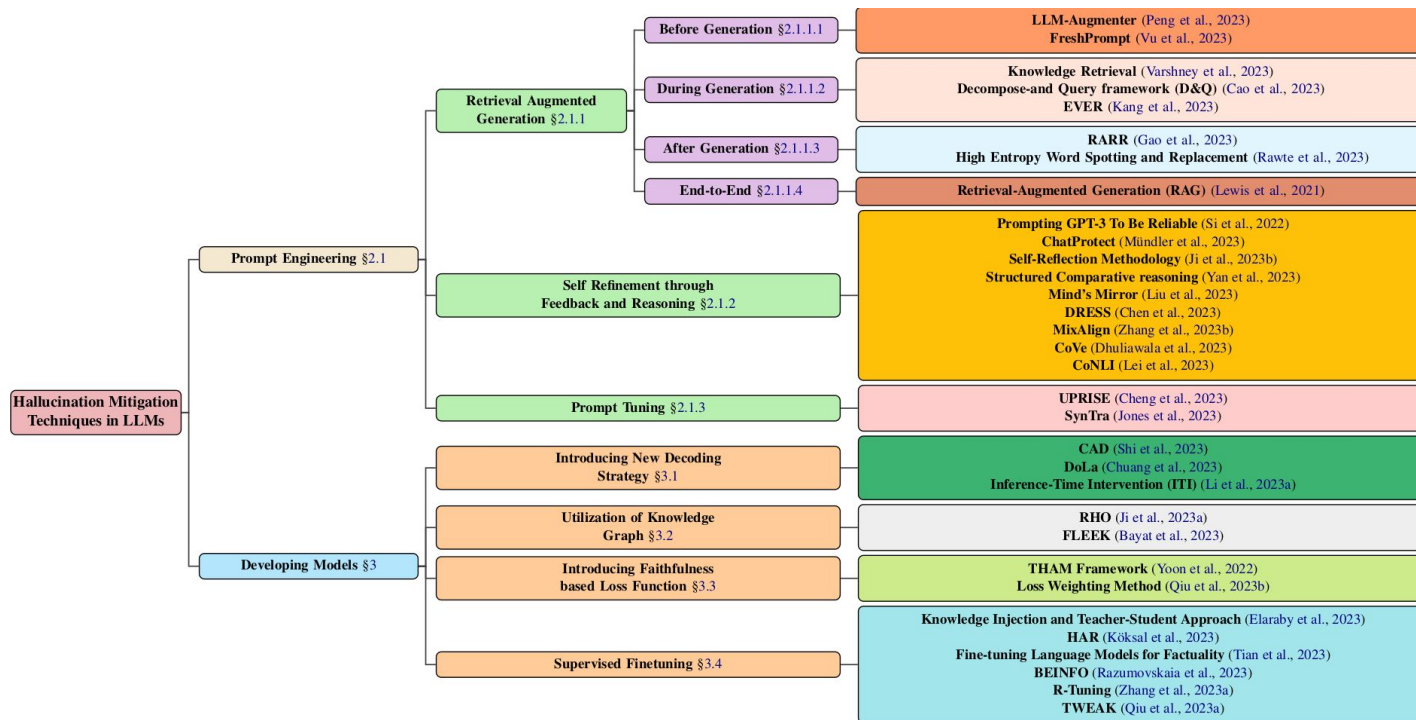 Hallucination Mitigation
Techniques in LLMs
Prompt Engineering §2.1
Retrieval Augmented
Generation §2.1.1
Before Generation §2.1.1.1
LLM-Augmenter (Peng et al., 2023)
FreshPrompt (Vu et al., 2023)
During Generation §2.1.1.2
Knowledge Retrieval (Varshney et al., 2023)
Decompose-and Query framework (D&Q) (Cao et al., 2023)
EVER (Kang et al., 2023)
After Generation §2.1.1.3
RARR (Gao et al., 2023)
High Entropy Word Spotting and Replacement (Rawte et al., 2023)
End-to-End §2.1.1.4
Retrieval-Augmented Generation (RAG) (Lewis et al., 2021)
Self Refinement through
Feedback and Reasoning §2.1.2
Prompting GPT-3 To Be Reliable (Si et al., 2022)
ChatProtect (Mündler et al., 2023)
Self-Reflection Methodology (Ji et al., 2023b)
Structured Comparative reasoning (Yan et al., 2023)
Mind's Mirror (Liu et al., 2023)
DRESS (Chen et al., 2023)
MixAlign (Zhang et al., 2023b)
CoVe (Dhuliawala et al., 2023)
CoNLI (Lei et al., 2023)
Prompt Tuning §2.1.3
UPRISE (Cheng et al., 2023)
SynTra (Jones et al., 2023)
Developing Models §3
Introducing New Decoding
Strategy §3.1
CAD (Shi et al., 2023)
DoLa (Chuang et al., 2023)
Inference-Time Intervention (ITI) (Li et al., 2023a)
Utilization of Knowledge
Graph §3.2
RHO (Ji et al., 2023a)
FLEEK (Bayat et al., 2023)
Introducing Faithfulness
based Loss Function §3.3
THAM Framework (Yoon et al., 2022)
Loss Weighting Method (Qiu et al., 2023b)
Supervised Finetuning §3.4
Knowledge Injection and Teacher-Student Approach (Elaraby et al., 2023)
HAR (Köksal et al., 2023)
Fine-tuning Language Models for Factuality (Tian et al., 2023)
BEINFO (Razumovskaia et al., 2023)
R-Tuning (Zhang et al., 2023a)
TWEAK (Qiu et al., 2023a)